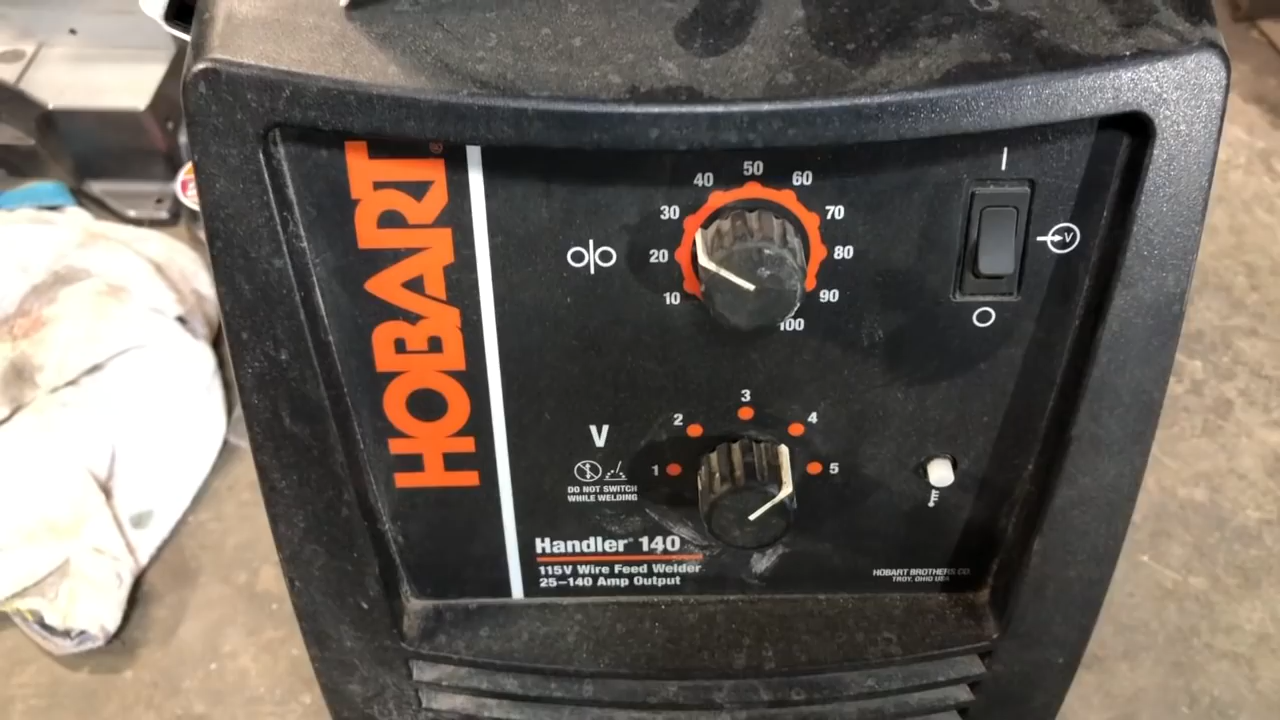 HOBART®
10
20
30
40
50
60
70
80
90
100
V
1
2
3
4
5
DO NOT SWITCH
WHILE WELDING
Handler® 140
115V Wire Feed Welder
25–140 Amp Output
HOBART BROTHERS CO.
TROY, OHIO USA
I
V
O